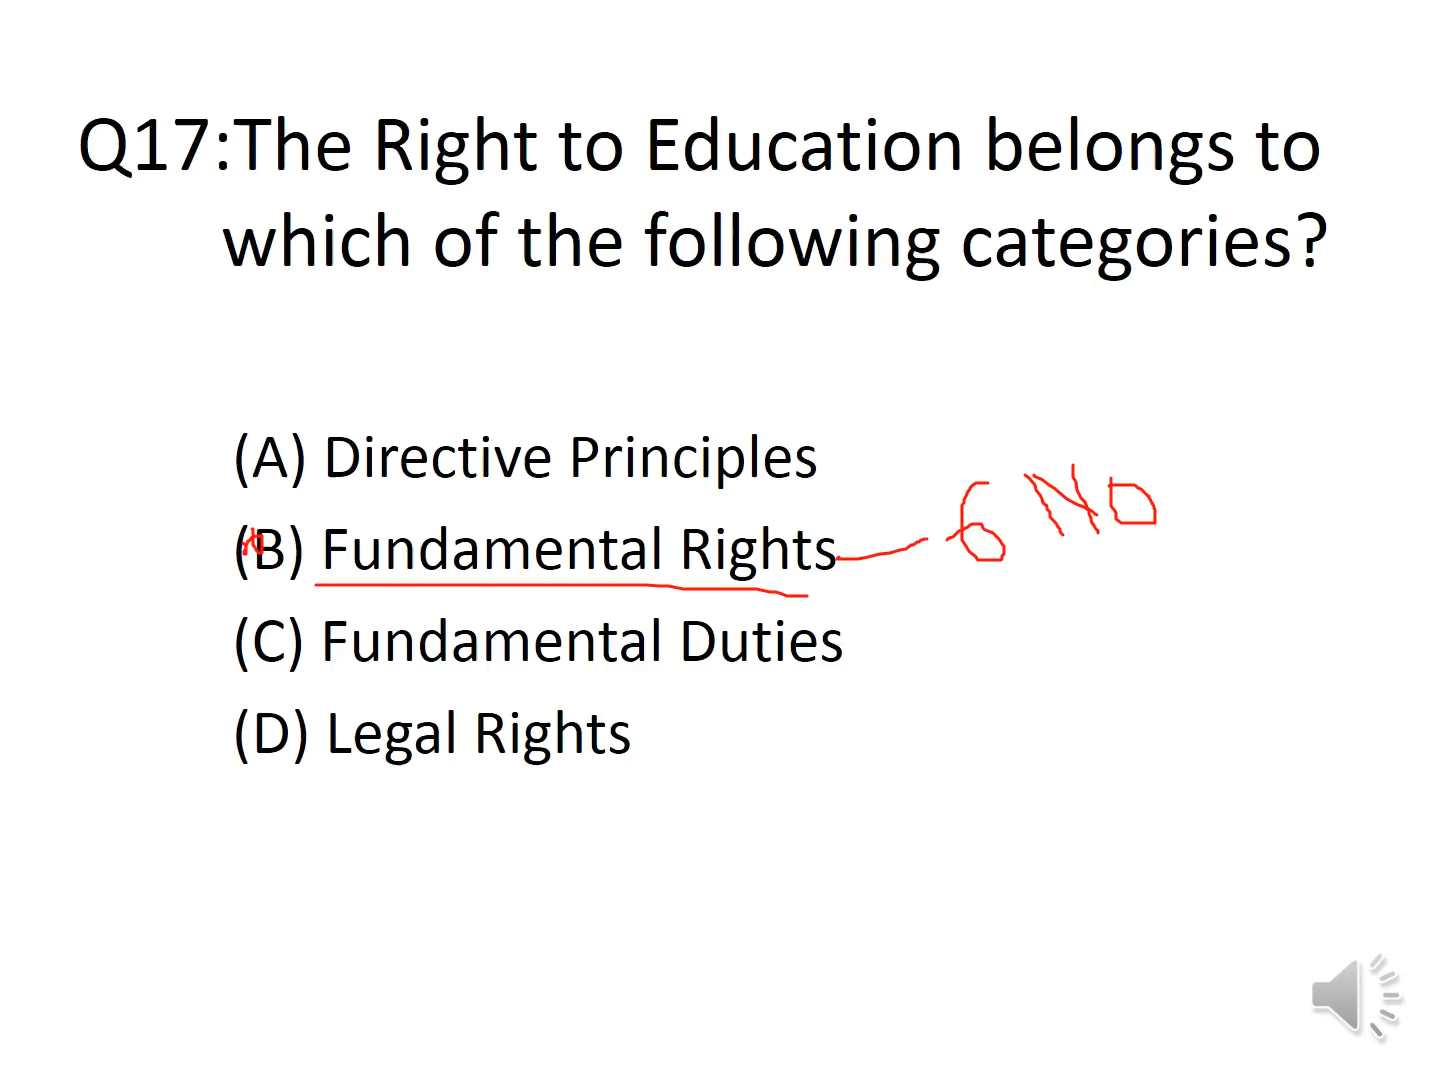 Q17:The Right to Education belongs to
which of the following categories?
(A) Directive Principles
(B) Fundamental Rights 6 No
(C) Fundamental Duties
(D) Legal Rights